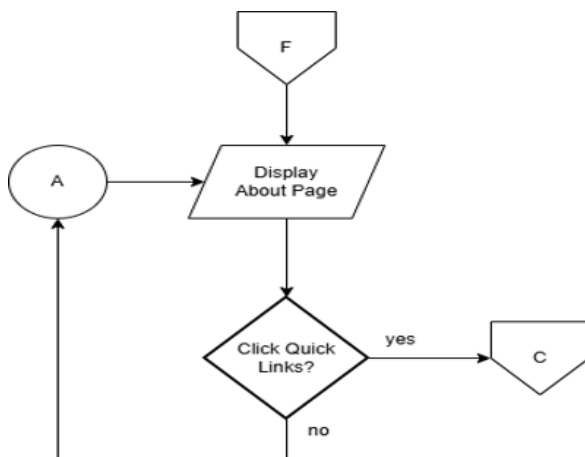 F
A
Display
About Page
Click Quick
Links?
yes
C
no